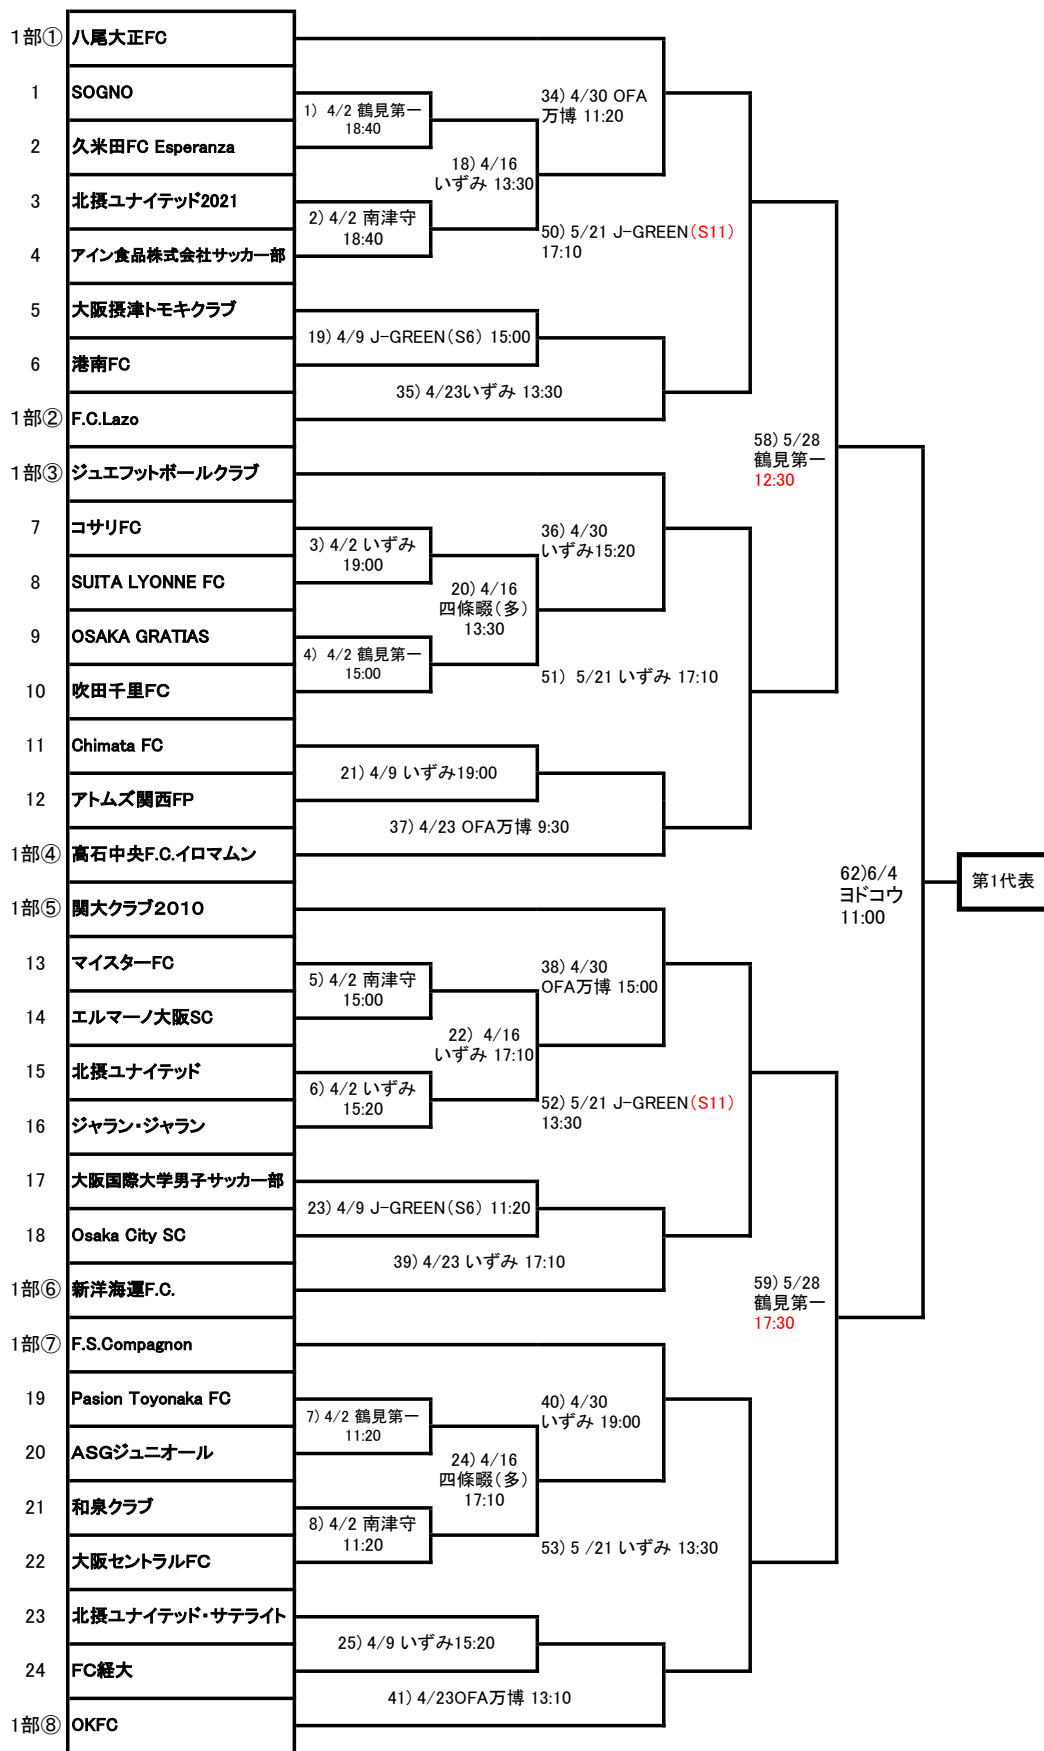 1部① 八尾大正FC
1 SOGNO
34) 4/30 OFA
万博 11:20
1) 4/2 鶴見第一
18:40
2 久米田FC Esperanza
18) 4/16
いずみ 13:30
3 北摂ユナイテッド2021
2) 4/2 南津守
18:40
50) 5/21 J-GREEN(S11)
17:10
4 アイン食品株式会社サッカー部
5 大阪摂津トモキクラブ
19) 4/9 J-GREEN(S6) 15:00
6 港南FC
35) 4/23いずみ 13:30
1部② F.C.Lazo
58) 5/28
鶴見第一
12:30
1部③ ジュエフットボールクラブ
7 コサリFC
36) 4/30
いずみ15:20
3) 4/2 いずみ
19:00
8 SUITA LYONNE FC
20) 4/16
四條畷(多)
13:30
9 OSAKA GRATIAS
4) 4/2 鶴見第一
15:00
51) 5/21 いずみ 17:10
10 吹田千里FC
11 Chimata FC
21) 4/9 いずみ19:00
12 アトムズ関西FP
37) 4/23 OFA万博 9:30
1部④高石中央F.C.イロマムン
62)6/4
ヨドコウ
11:00
第1代表
1部⑤ 関大クラブ2010
13 マイスターFC
38) 4/30
OFA万博 15:00
5) 4/2 南津守
15:00
14 エルマーノ大阪SC
22) 4/16
いずみ 17:10
15 北摂ユナイテッド
6) 4/2 いずみ
15:20
52) 5/21 J-GREEN(S11)
13:30
16 ジャラン・ジャラン
17 大阪国際大学男子サッカー部
23) 4/9 J-GREEN(S6) 11:20
18 Osaka City SC
39) 4/23 いずみ 17:10
1部⑥ 新洋海運F.C.
59) 5/28
鶴見第一
17:30
1部⑦ F.S.Compagnon
19 Pasion Toyonaka FC
40) 4/30
いずみ 19:00
7) 4/2 鶴見第一
11:20
20 ASGジュニオール
24) 4/16
四條畷(多)
17:10
21 和泉クラブ
8) 4/2 南津守
11:20
53) 5 /21 いずみ 13:30
22 大阪セントラルFC
23 北摂ユナイテッド・サテライト
25) 4/9 いずみ15:20
24 FC経大
41) 4/23OFA万博 13:10
1部⑧ OKFC